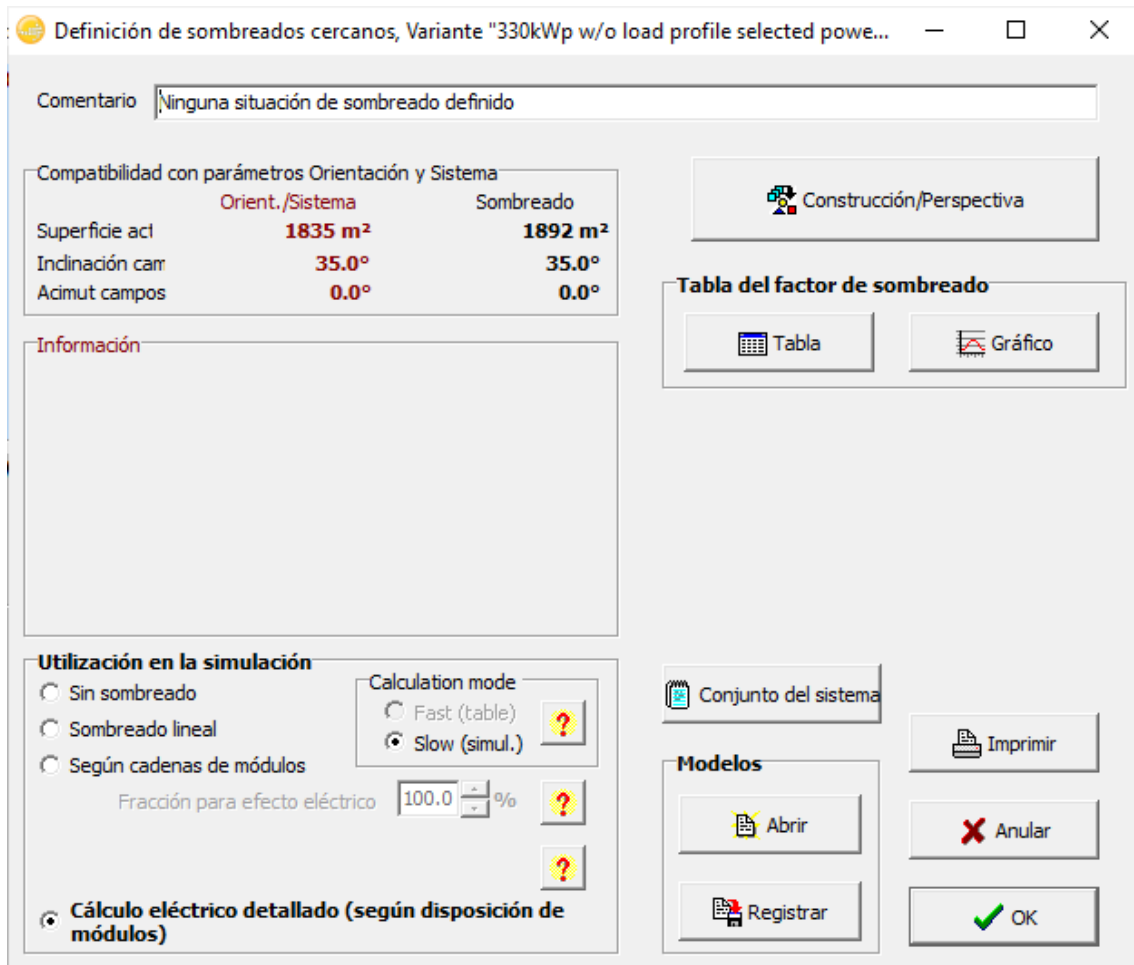 Definición de sombreados cercanos, Variante "330kWp w/o load profile selected powe...
Comentario Ninguna situación de sombreado definido
Compatibilidad con parámetros Orientación y Sistema
Orient./Sistema Sombreado
Superficie act 1835 m² 1892 m²
Inclinación cam 35.0° 35.0°
Acimut campos 0.0° 0.0°
Construcción/Perspectiva
Tabla del factor de sombreado
Tabla Gráfico
Información
Utilización en la simulación
Sin sombreado
Sombreado lineal
Según cadenas de módulos
Calculation mode
Fast (table)
Slow (simul.)
?
Fracción para efecto eléctrico 100.0 % ?
?
Cálculo eléctrico detallado (según disposición de
módulos)
Conjunto del sistema
Modelos
Abrir
Registrar
Imprimir
Anular
OK